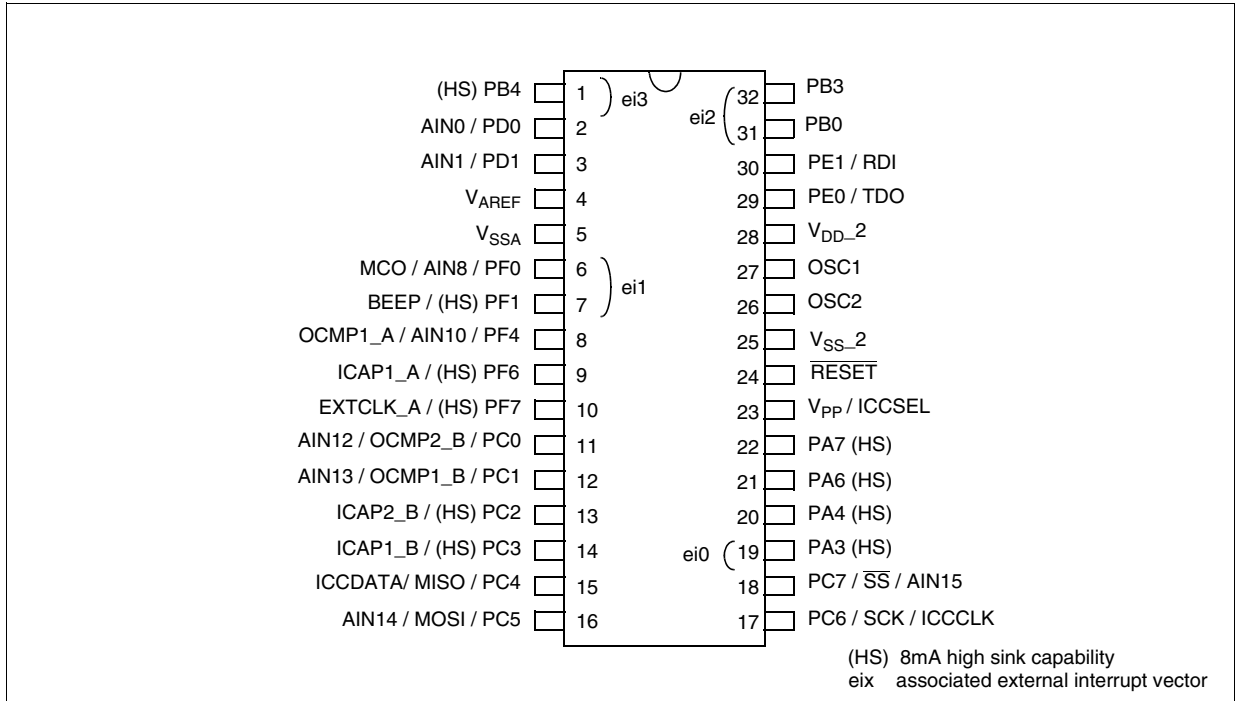 (HS) PB4 1 ei3 ei2 32 PB3
AIN0 / PD0 2 31 PB0
AIN1 / PD1 3 30 PE1 / RDI
VAREF 4 29 PE0 / TDO
VSSA 5 28 VDD_2
MCO / AIN8 / PF0 6 ei1 27 OSC1
BEEP / (HS) PF1 7 26 OSC2
OCMP1_A / AIN10 / PF4 8 25 VSS_2
ICAP1_A / (HS) PF6 9 24 RESET
EXTCLK_A / (HS) PF7 10 23 VPP / ICCSEL
AIN12 / OCMP2_B / PC0 11 22 PA7 (HS)
AIN13 / OCMP1_B / PC1 12 21 PA6 (HS)
ICAP2_B / (HS) PC2 13 20 PA4 (HS)
ICAP1_B / (HS) PC3 14 ei0 19 PA3 (HS)
ICCDATA/ MISO / PC4 15 18 PC7 / SS / AIN15
AIN14 / MOSI / PC5 16 17 PC6 / SCK / ICCCLK
(HS) 8mA high sink capability
eix associated external interrupt vector